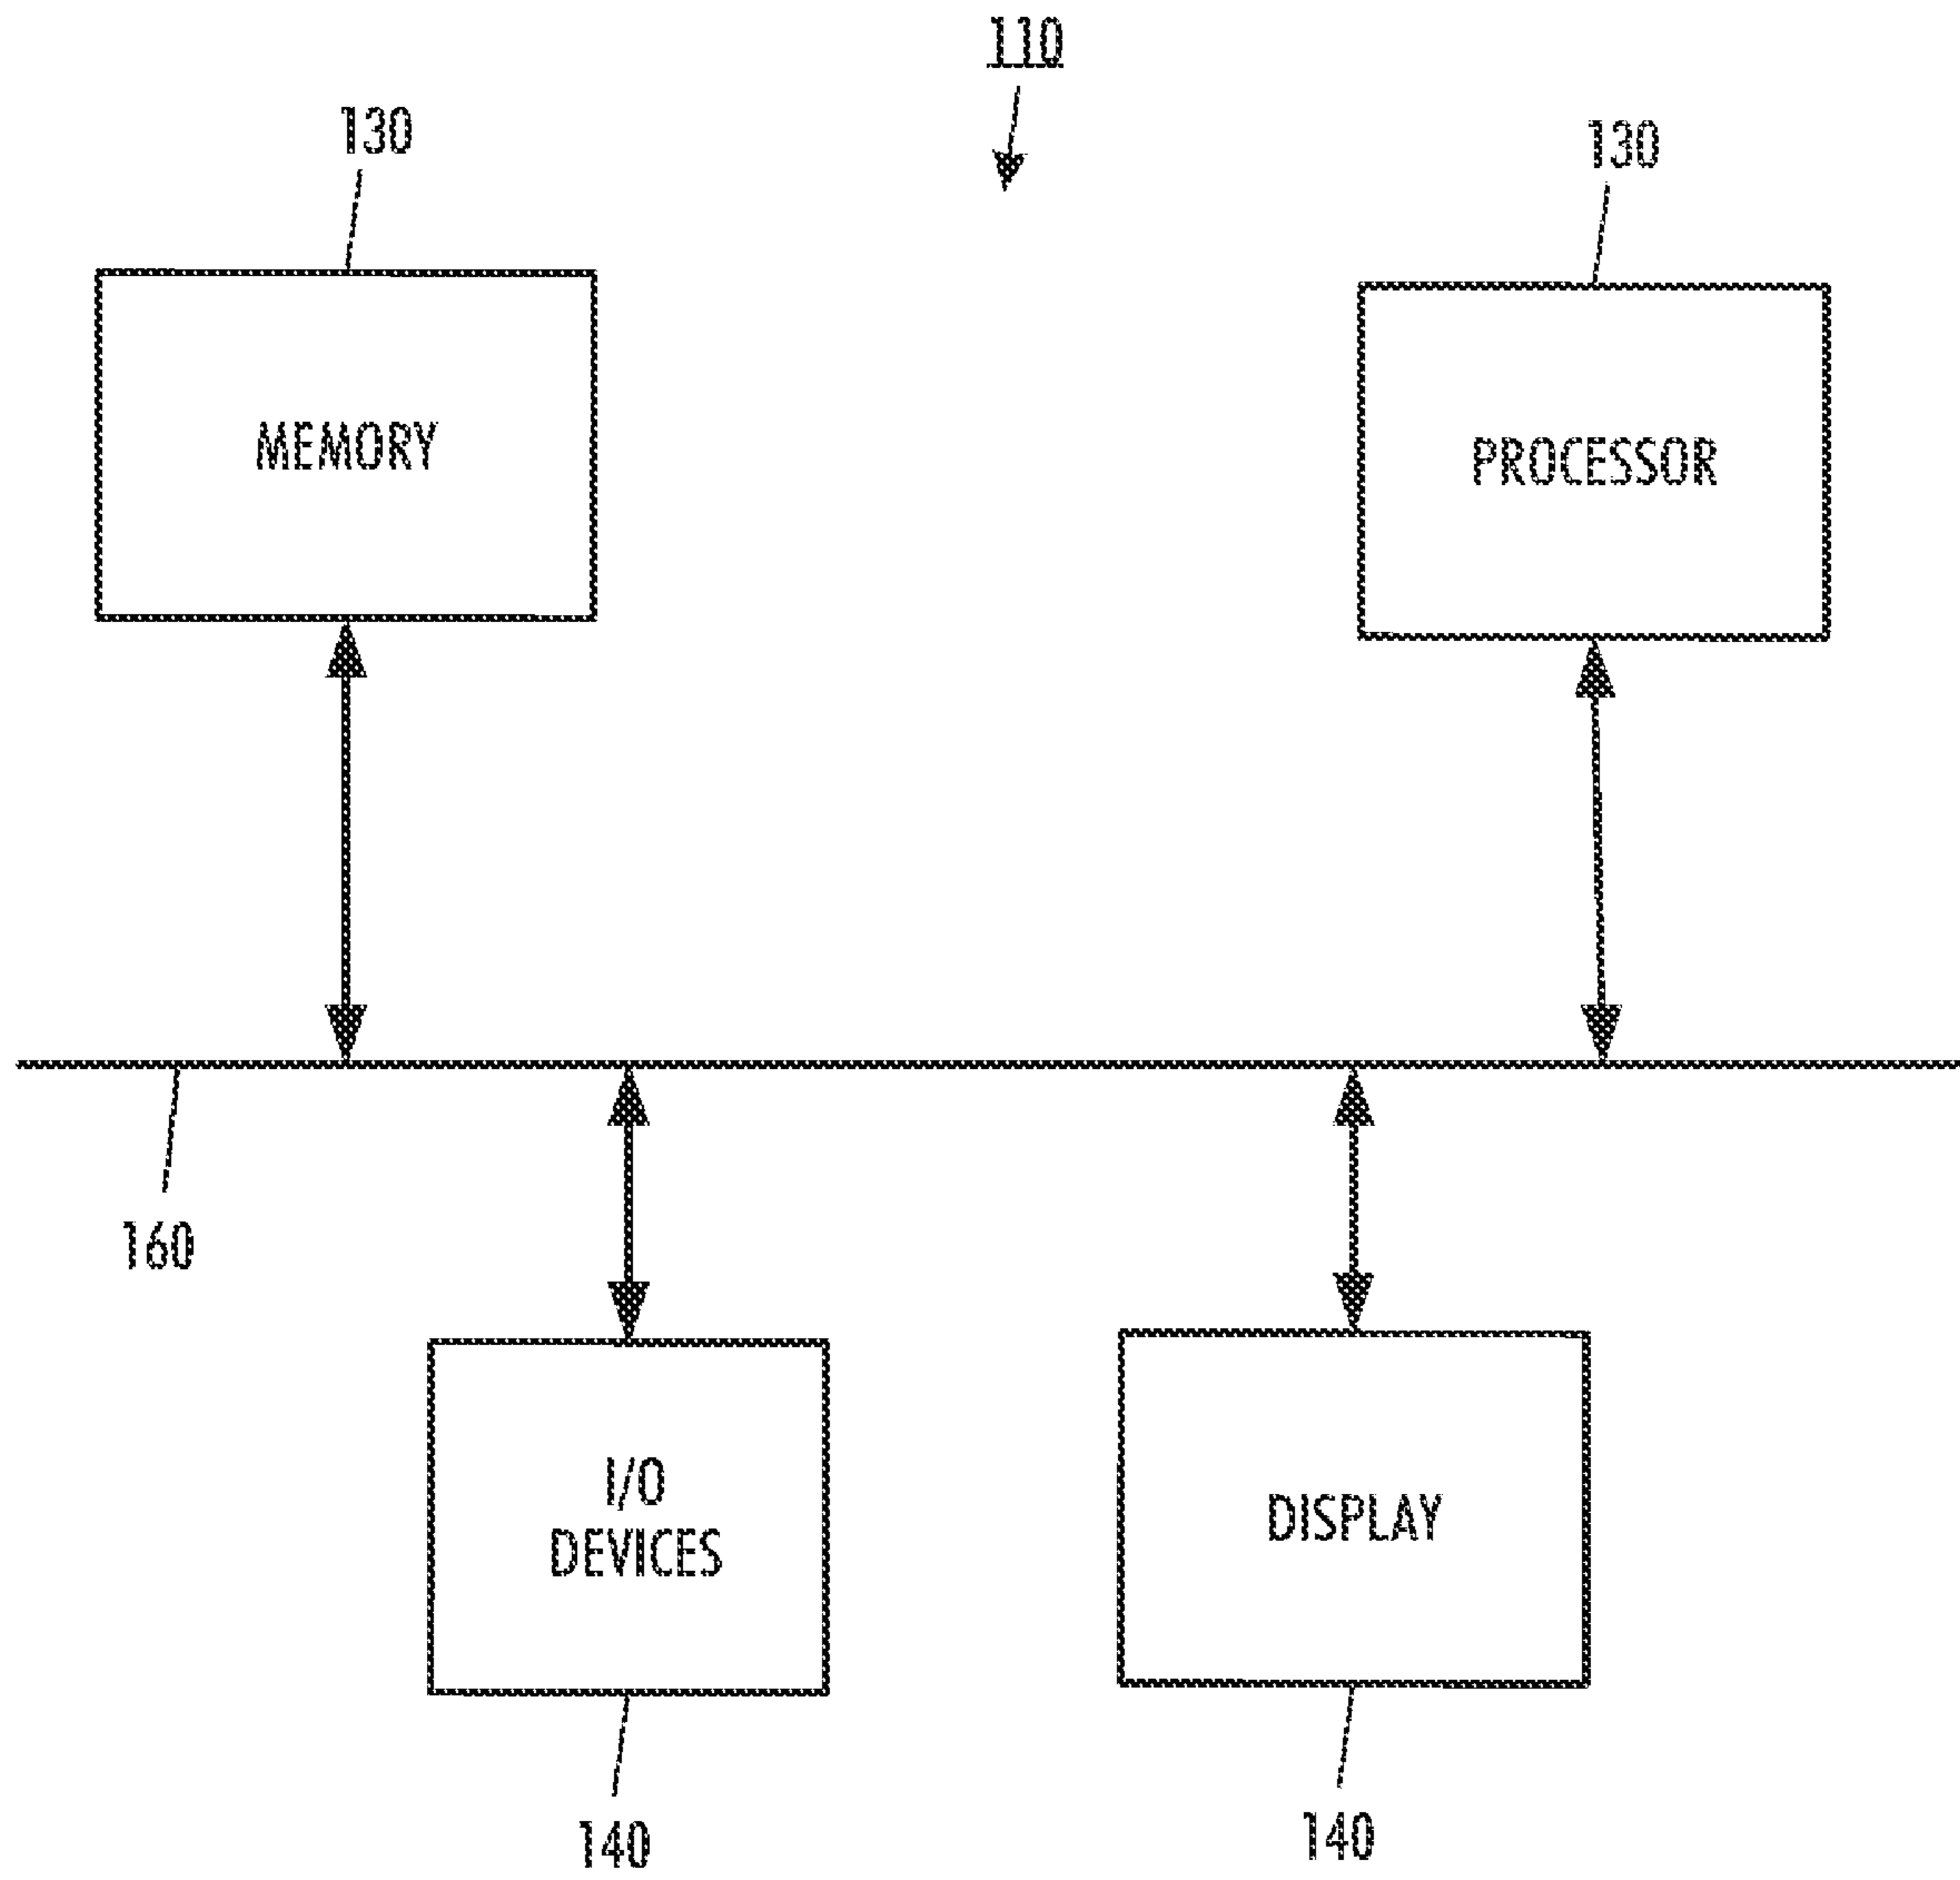 110
130
130
MEMORY
PROCESSOR
160
I/O
DEVICES
DISPLAY
140
140